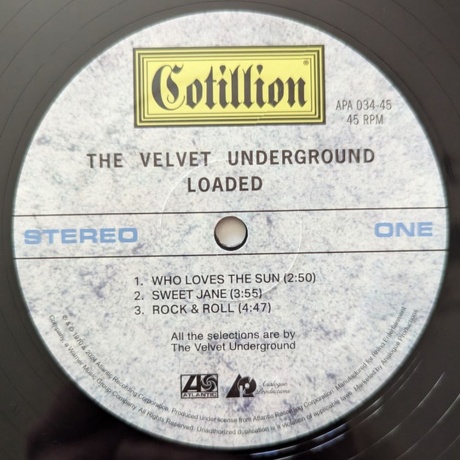 Cotillion
®
APA 034-45
45 RPM
THE VELVET UNDERGROUND
LOADED
STEREO
ONE
1. WHO LOVES THE SUN (2:50)
2. SWEET JANE (3:55)
3. ROCK & ROLL (4:47)
All the selections are by
The Velvet Underground
ATLANTIC